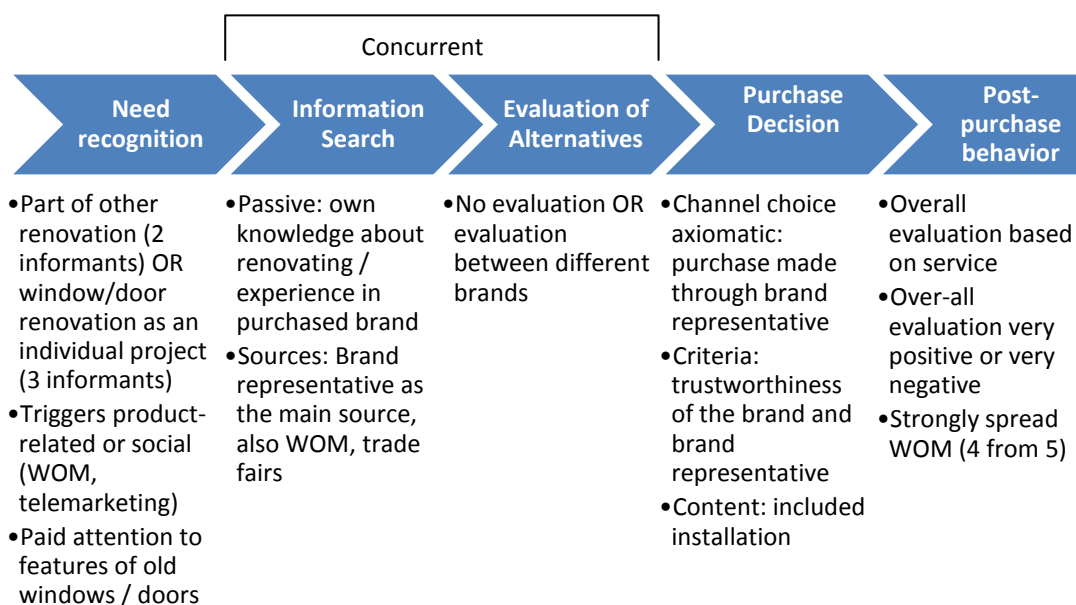 Concurrent
Need
recognition
Information
Search
Evaluation of
Alternatives
Purchase
Decision
Post-
purchase
behavior
•Part of other
renovation (2
informants) OR
window/door
renovation as an
individual project
(3 informants)
•Triggers product-
related or social
(WOM,
telemarketing)
•Paid attention to
features of old
windows / doors
•Passive: own
knowledge about
renovating /
experience in
purchased brand
•Sources: Brand
representative as
the main source,
also WOM, trade
fairs
•No evaluation OR
evaluation
between different
brands
•Channel choice
axiomatic:
purchase made
through brand
representative
•Criteria:
trustworthiness
of the brand and
brand
representative
•Content: included
installation
•Overall
evaluation based
on service
•Over-all
evaluation very
positive or very
negative
•Strongly spread
WOM (4 from 5)